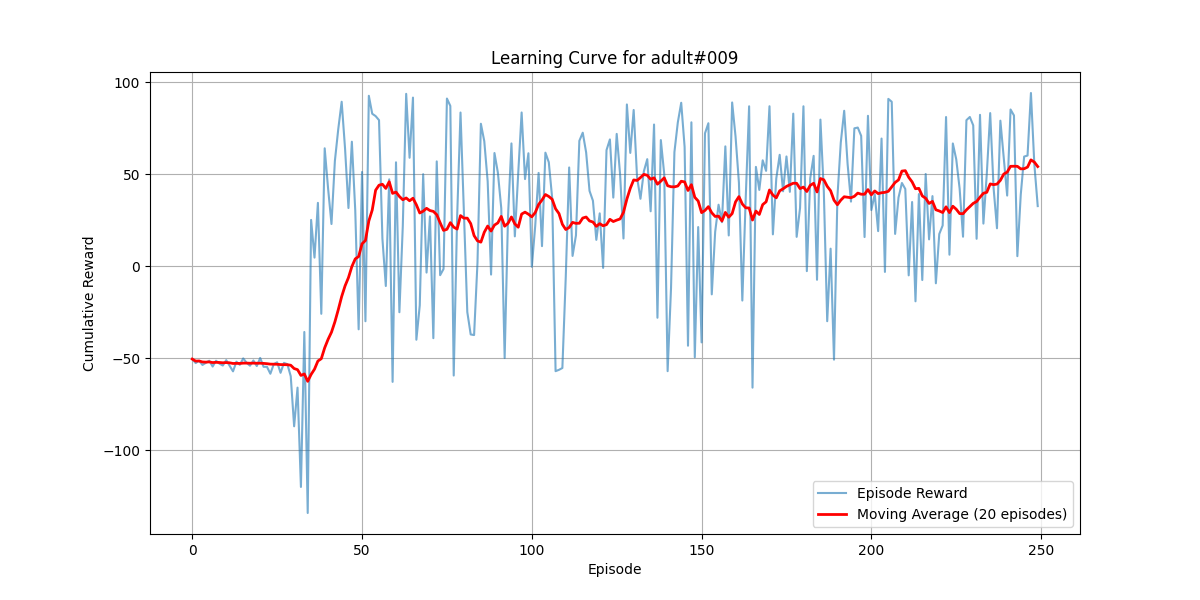 Learning Curve for adult#009
Cumulative Reward
100
50
0
−50
−100
0
50
100
150
200
250
Episode
Episode Reward
Moving Average (20 episodes)